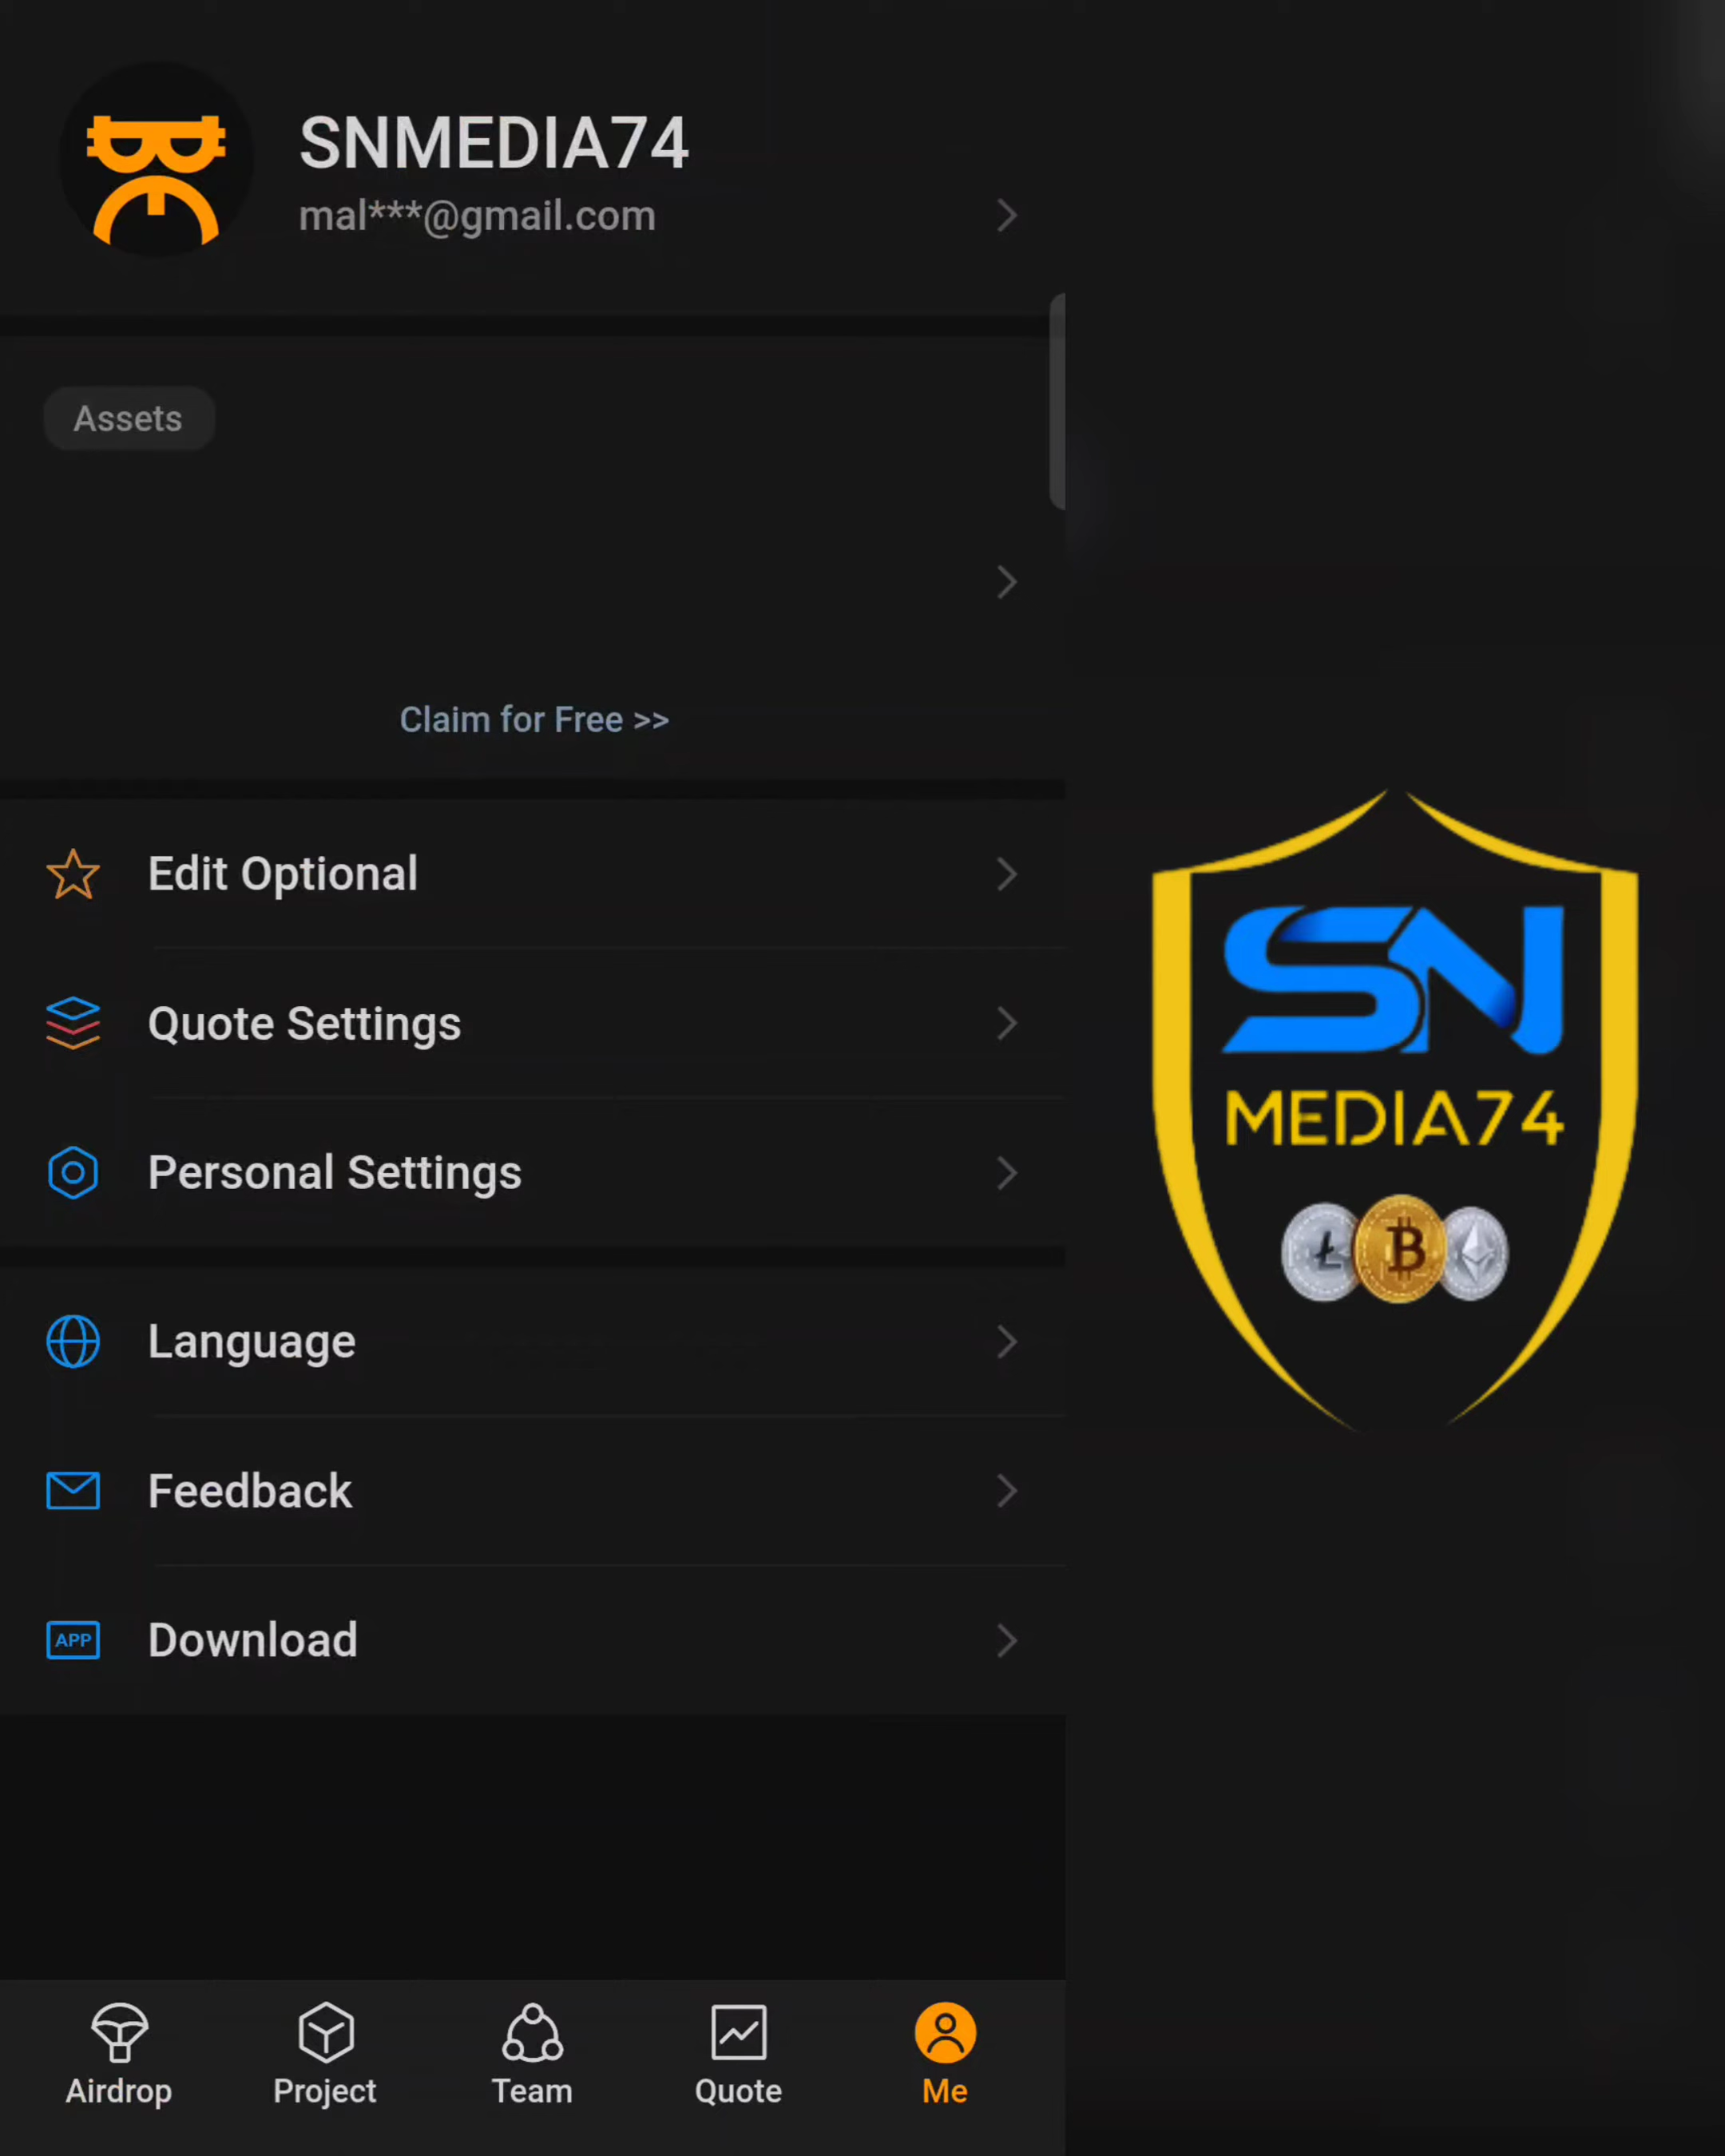 SNMEDIA74
mal***@gmail.com
Assets
Claim for Free >>
Edit Optional
Quote Settings
Personal Settings
Language
Feedback
APP Download
Airdrop Project Team Quote Me
SN
MEDIA74